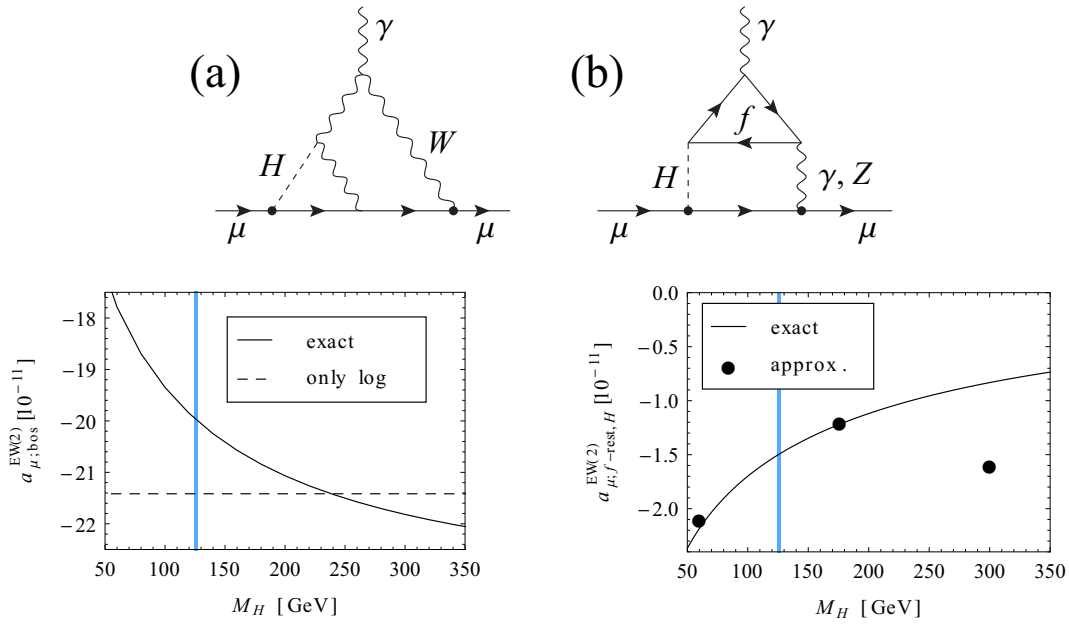 (a)
γ
H
W
μ
μ
(b)
γ
f
H
γ, Z
μ
μ
a^{EW(2)}_{μ;bos} [10^{-11}]
-18
-19
-20
-21
-22
exact
only log
50 100 150 200 250 300 350
M_H [GeV]
a^{EW(2)}_{μ;f-rest,H} [10^{-11}]
0.0
-0.5
-1.0
-1.5
-2.0
exact
approx.
50 100 150 200 250 300 350
M_H [GeV]